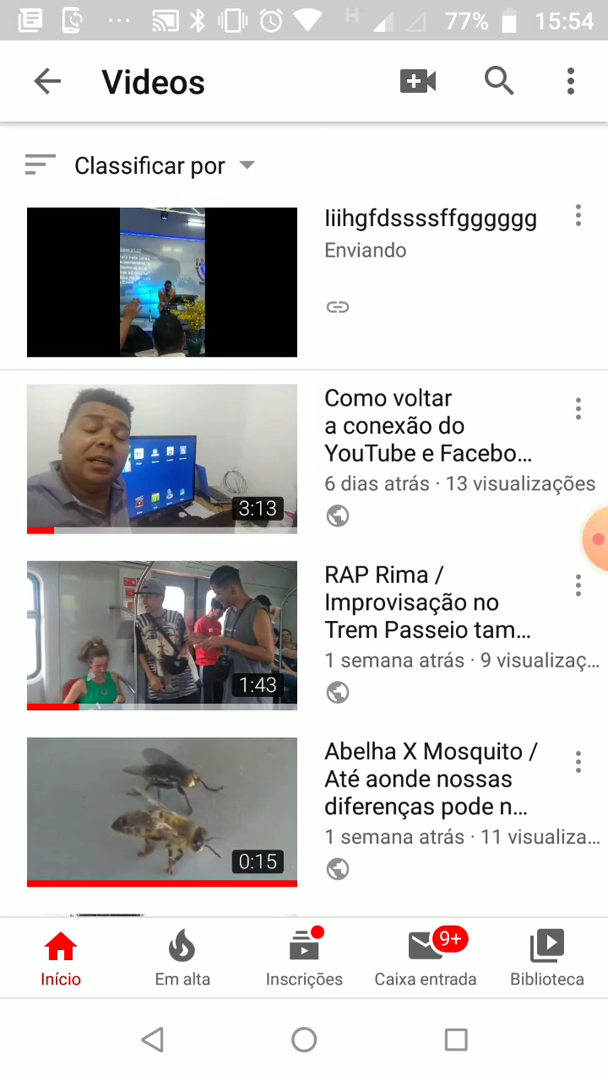 77% 15:54
Videos
Classificar por
Iiihgfdssssffgggggg
Enviando
Como voltar
a conexão do
YouTube e Facebo...
6 dias atrás · 13 visualizações
3:13
RAP Rima /
Improvisação no
Trem Passeio tam...
1 semana atrás · 9 visualizaç...
1:43
Abelha X Mosquito /
Até aonde nossas
diferenças pode n...
1 semana atrás · 11 visualiza...
0:15
9+
Início Em alta Inscrições Caixa entrada Biblioteca